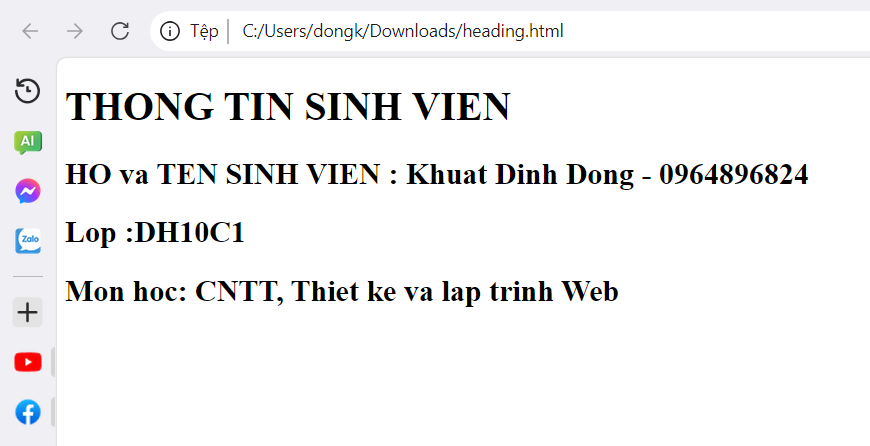 Tệp C:/Users/dongk/Downloads/heading.html
AI
Zalo
THONG TIN SINH VIEN
HO va TEN SINH VIEN : Khuat Dinh Dong - 0964896824
Lop :DH10C1
Mon hoc: CNTT, Thiet ke va lap trinh Web